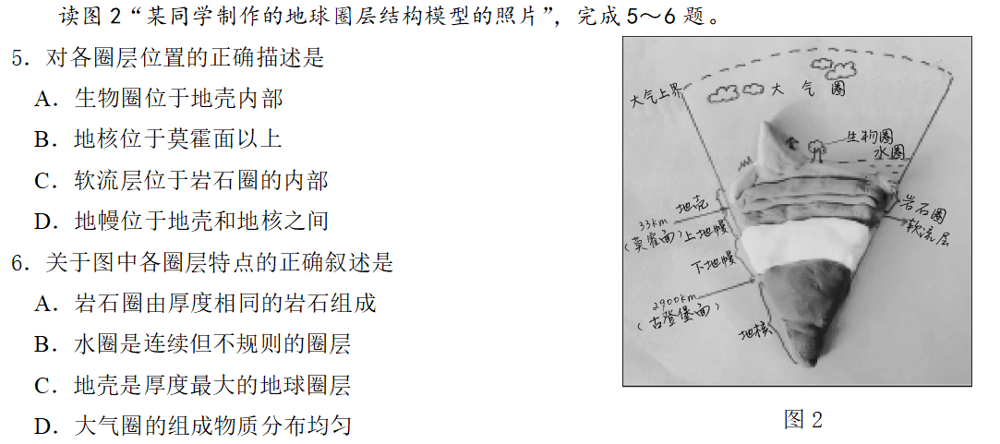 读图 2“某同学制作的地球圈层结构模型的照片”，完成 5～6 题。
5．对各圈层位置的正确描述是
A．生物圈位于地壳内部
B．地核位于莫霍面以上
C．软流层位于岩石圈的内部
D．地幔位于地壳和地核之间
6．关于图中各圈层特点的正确叙述是
A．岩石圈由厚度相同的岩石组成
B．水圈是连续但不规则的圈层
C．地壳是厚度最大的地球圈层
D．大气圈的组成物质分布均匀
大气上界
大气圈
生物圈
水圈
地壳
33km
(莫霍面)上地幔
岩石圈
软流层
下地幔
2900km
(古登堡面)
地核
图 2